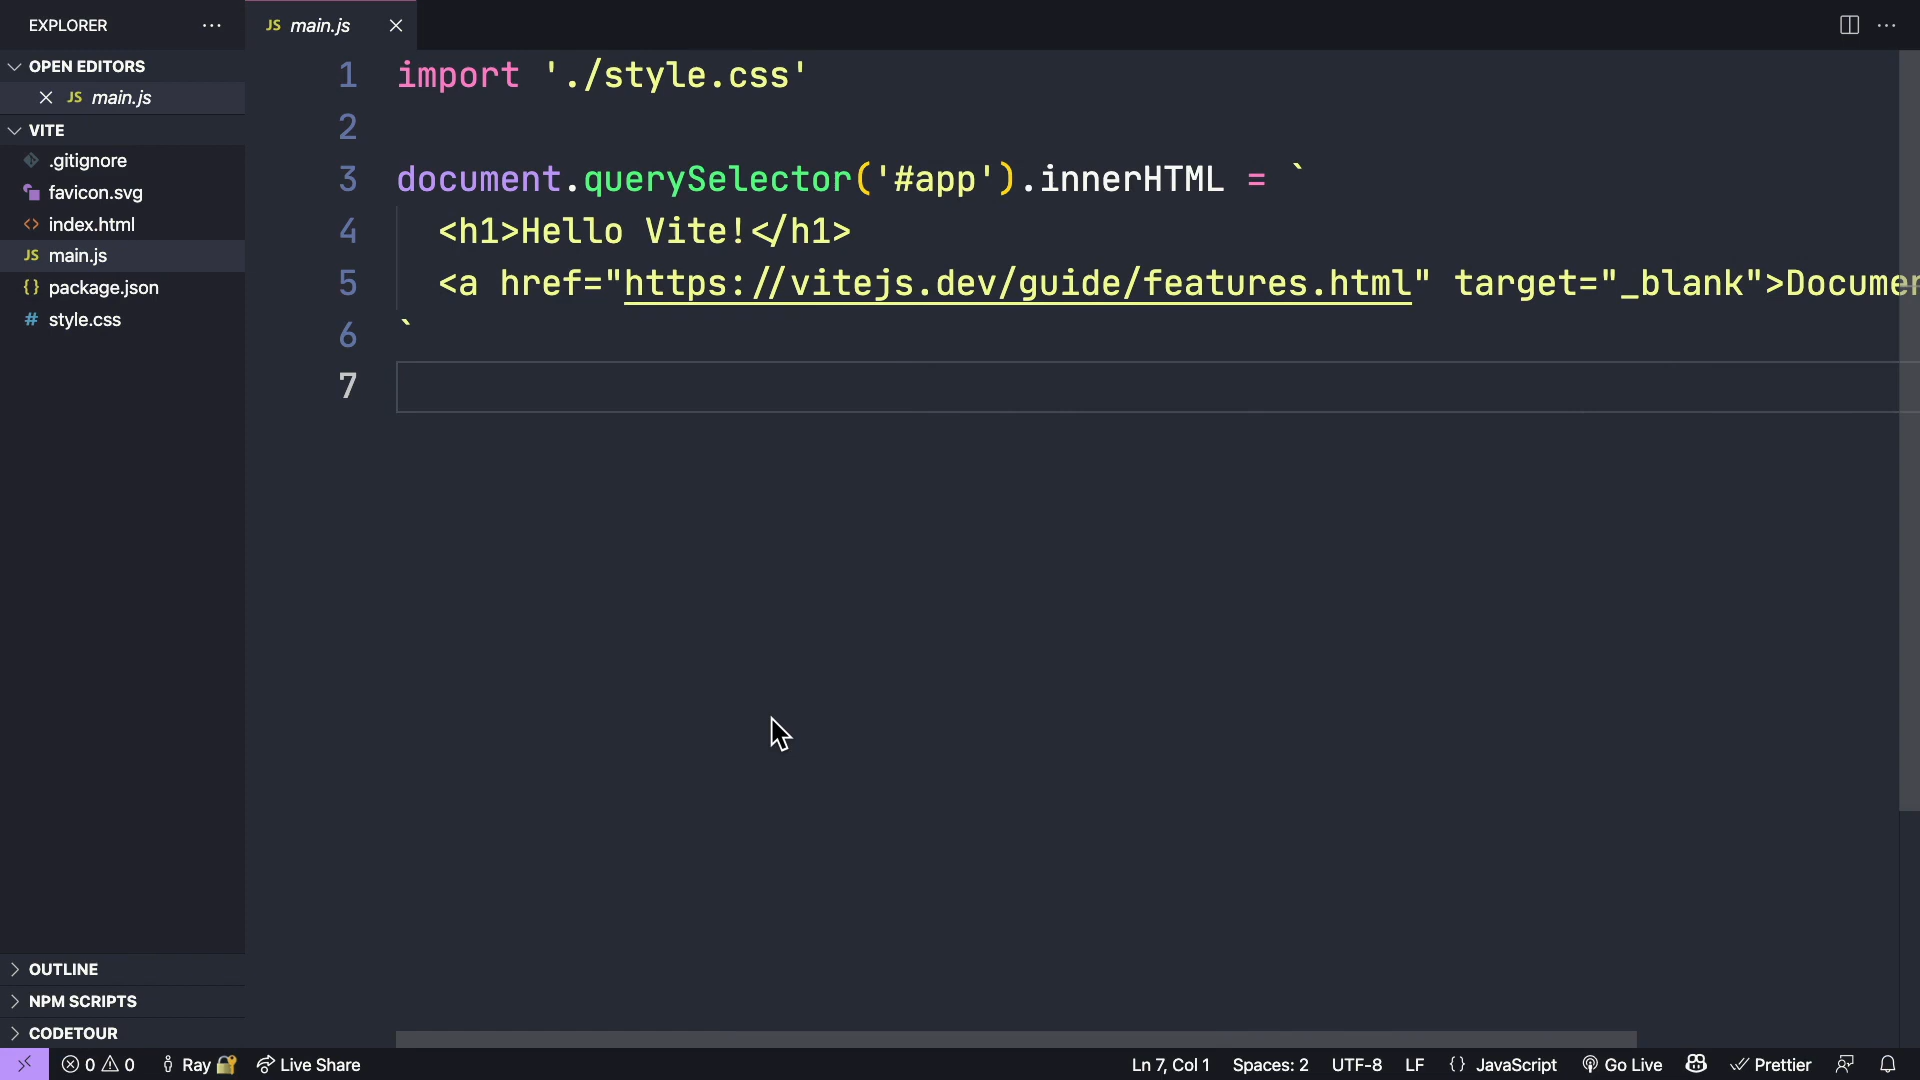 EXPLORER
JS main.js
OPEN EDITORS
JS main.js
VITE
.gitignore
favicon.svg
<> index.html
JS main.js
{} package.json
# style.css
OUTLINE
NPM SCRIPTS
CODETOUR
1 import './style.css'
2
3 document.querySelector('#app').innerHTML = `
4 <h1>Hello Vite!</h1>
5 <a href="https://vitejs.dev/guide/features.html" target="_blank">Documen
6 `
7
0 0 Ray Live Share Ln 7, Col 1 Spaces: 2 UTF-8 LF {} JavaScript Go Live Prettier